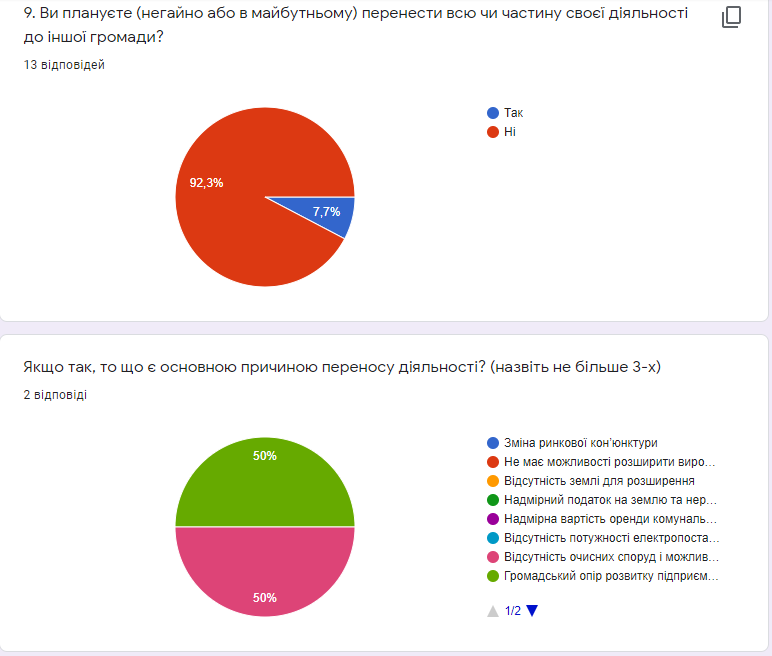 9. Ви плануєте (негайно або в майбутньому) перенести всю чи частину своєї діяльності
до іншої громади?
13 відповідей
Так
Ні
92,3%
7,7%
Якщо так, то що є основною причиною переносу діяльності? (назвіть не більше 3-х)
2 відповіді
50%
50%
Зміна ринкової кон'юнктури
Не має можливості розширити виро...
Відсутність землі для розширення
Надмірний податок на землю та нер...
Надмірна вартість оренди комуналь...
Відсутність потужності електропоста...
Відсутність очисних споруд і можлив...
Громадський опір розвитку підприєм...
1/2